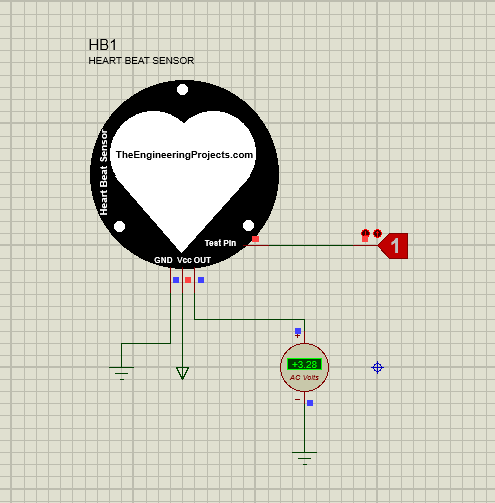 HB1
HEART BEAT SENSOR
Heart Beat Sensor
TheEngineeringProjects.com
Test Pin
1
GND Vcc OUT
+
+3.28
AC Volts
−